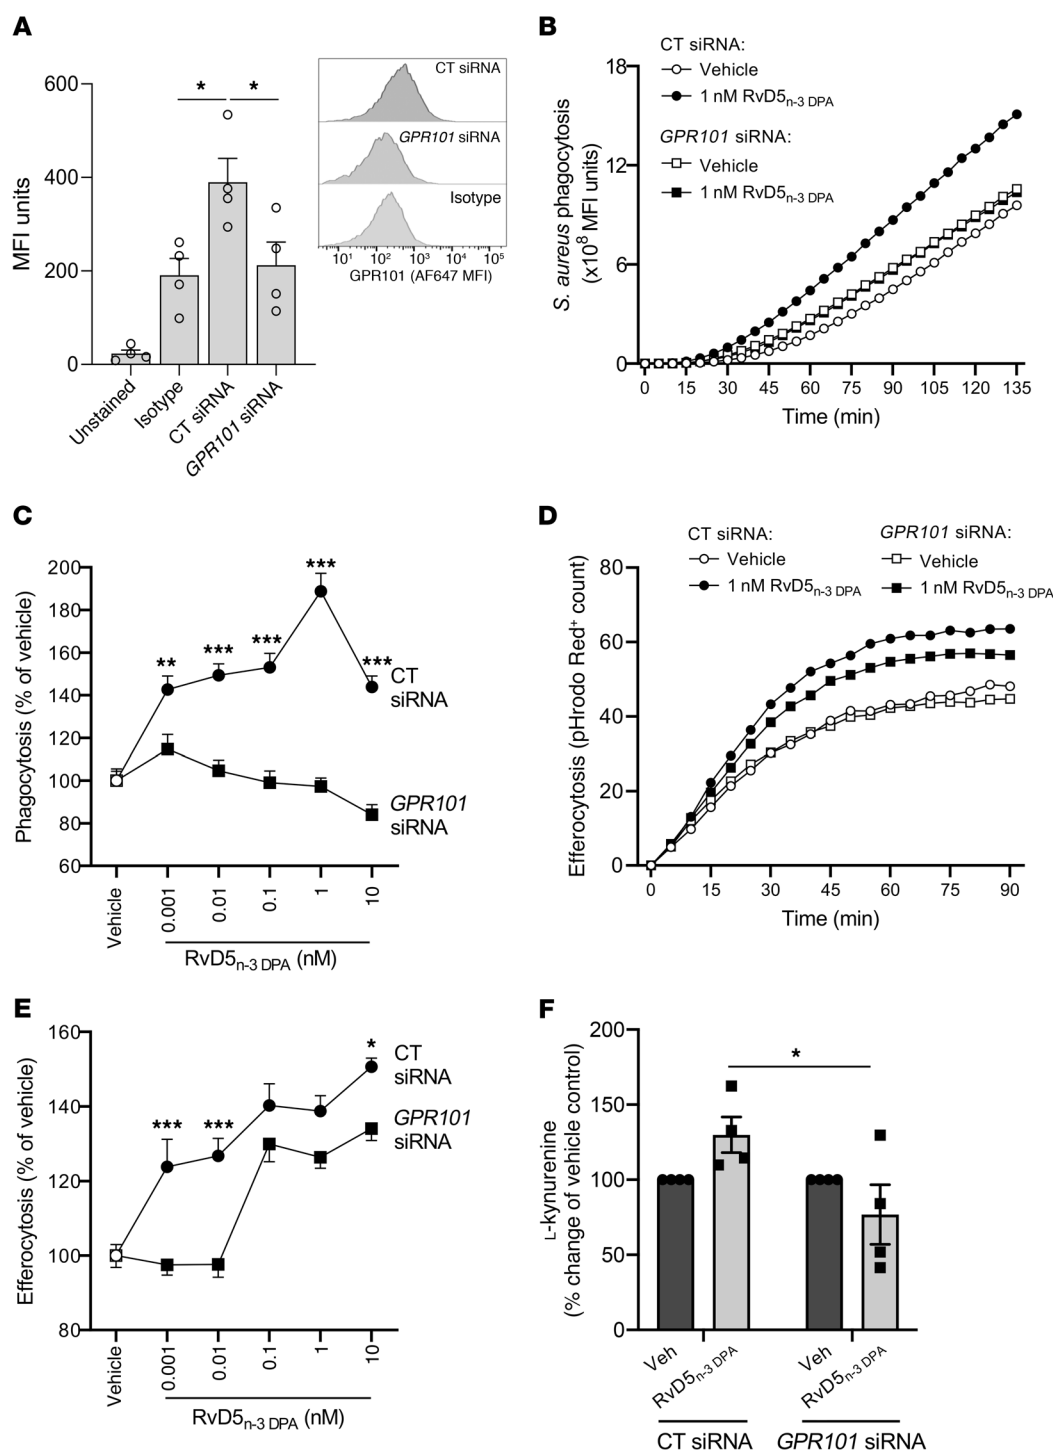 A
MFI units
600
400
200
0
*
*
Unstained
Isotype
CT siRNA
GPR101 siRNA
CT siRNA
GPR101 siRNA
Isotype
10¹ 10² 10³ 10⁴ 10⁵
GPR101 (AF647 MFI)
B
CT siRNA:
Vehicle
1 nM RvD5n-3 DPA
GPR101 siRNA:
Vehicle
1 nM RvD5n-3 DPA
S. aureus phagocytosis
(x10⁸ MFI units)
18
12
6
0
0 15 30 45 60 75 90 105 120 135
Time (min)
C
Phagocytosis (% of vehicle)
200
180
160
140
120
100
80
60
**
***
***
***
***
CT
siRNA
GPR101
siRNA
Vehicle
0.001
0.01
0.1
1
10
RvD5n-3 DPA (nM)
D
CT siRNA:
Vehicle
1 nM RvD5n-3 DPA
GPR101 siRNA:
Vehicle
1 nM RvD5n-3 DPA
Efferocytosis (pHrodo Red⁺ count)
80
60
40
20
0
0 15 30 45 60 75 90
Time (min)
E
Efferocytosis (% of vehicle)
160
140
120
100
80
***
***
*
CT
siRNA
GPR101
siRNA
Vehicle
0.001
0.01
0.1
1
10
RvD5n-3 DPA (nM)
F
L-kynurenine
(% change of vehicle control)
200
150
100
50
0
*
Veh
RvD5n-3 DPA
Veh
RvD5n-3 DPA
CT siRNA
GPR101 siRNA